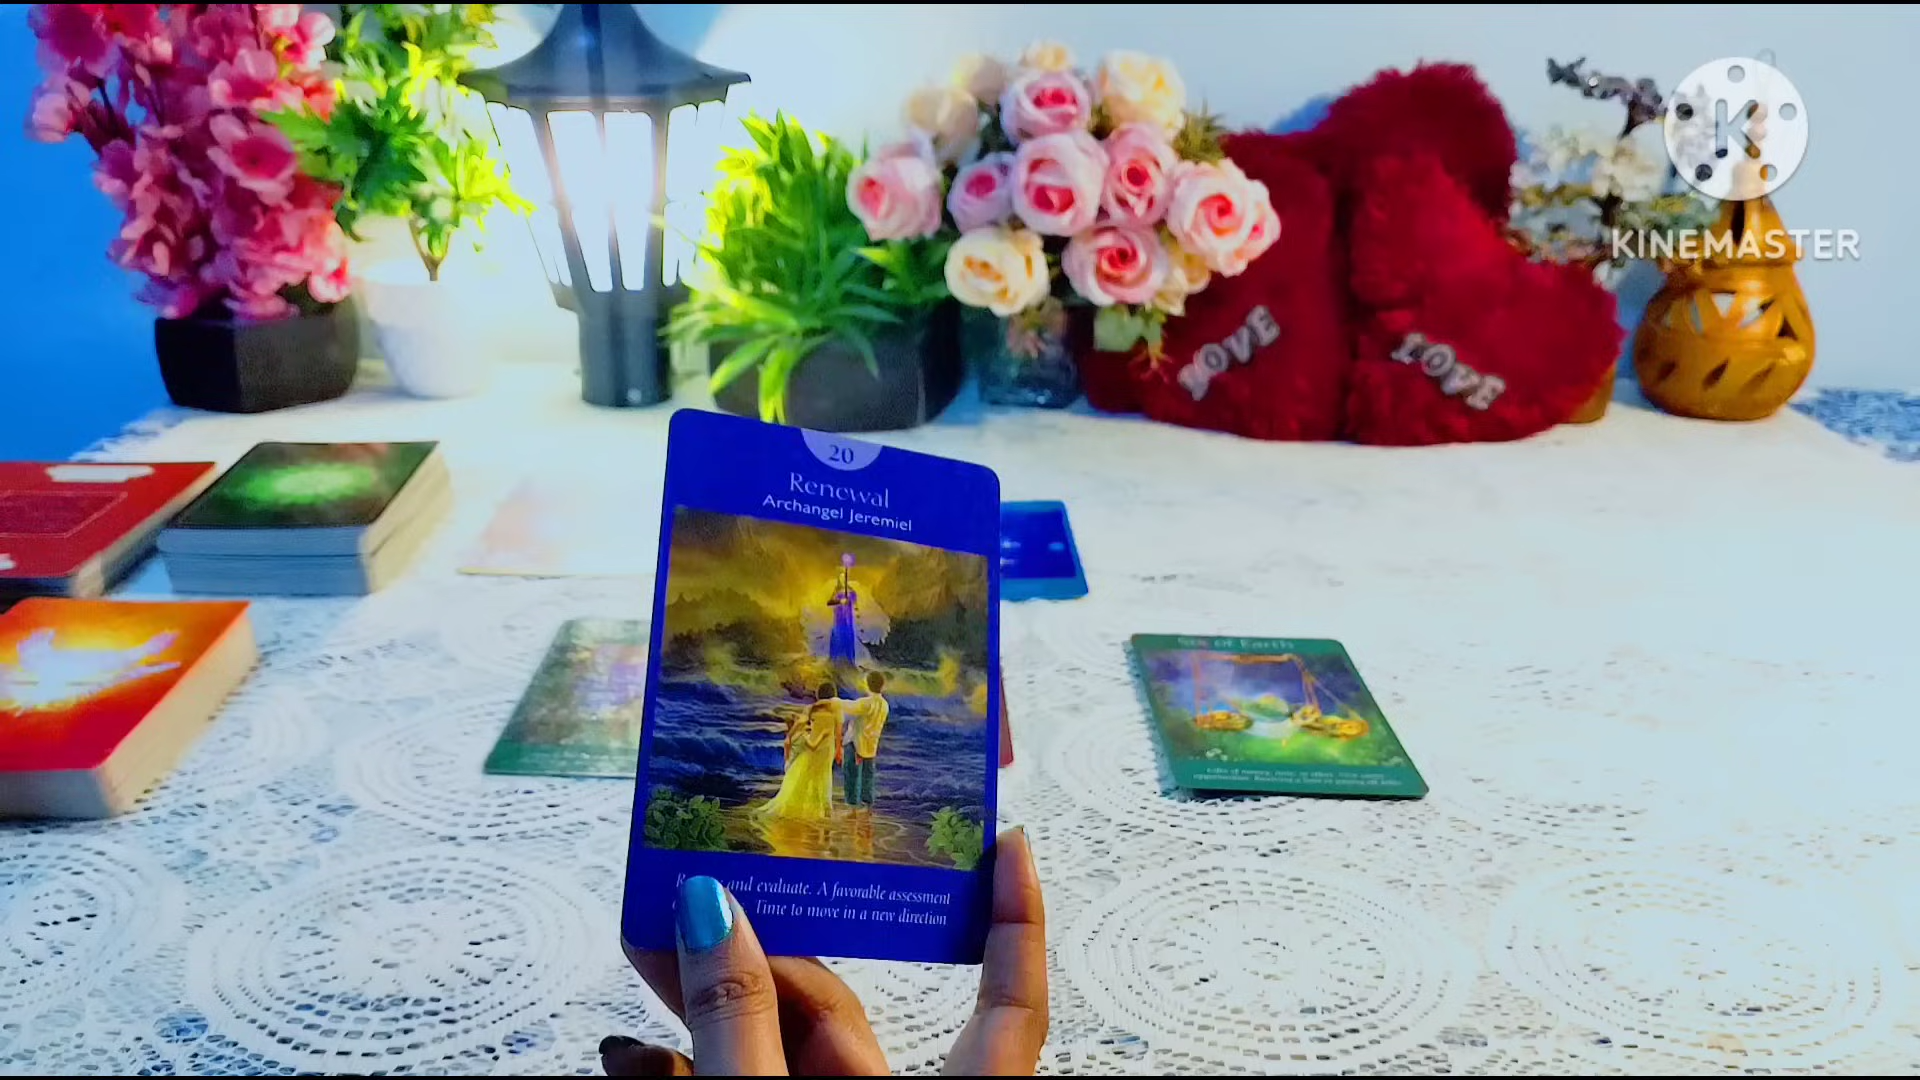 K
KINEMASTER
LOVE
LOVE
20
Renewal
Archangel Jeremiel
and evaluate. A favorable assessment
Time to move in a new direction
Six of Earth